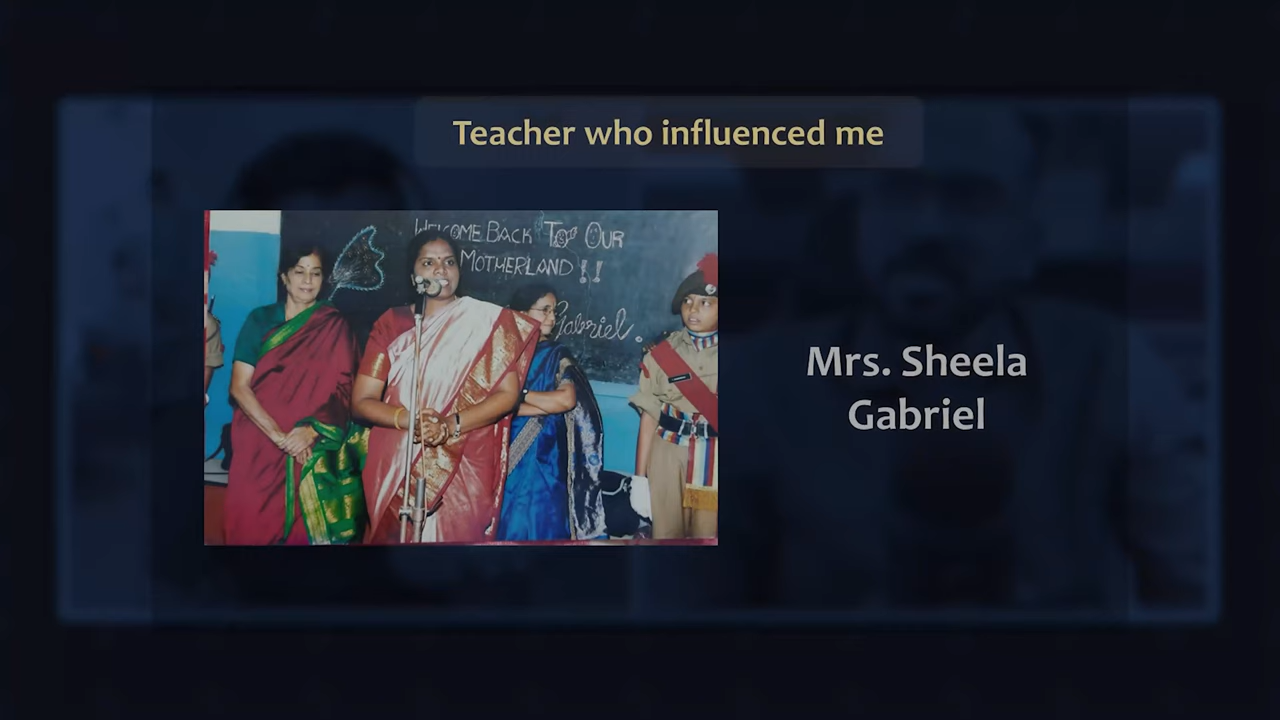 Teacher who influenced me
WELCOME BACK TO OUR
MOTHERLAND !!
Gabriel.
Mrs. Sheela
Gabriel